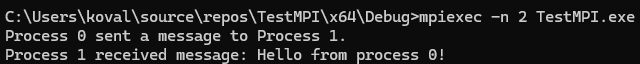 C:\Users\koval\source\repos\TestMPI\x64\Debug>mpiexec -n 2 TestMPI.exe
Process 0 sent a message to Process 1.
Process 1 received message: Hello from process 0!